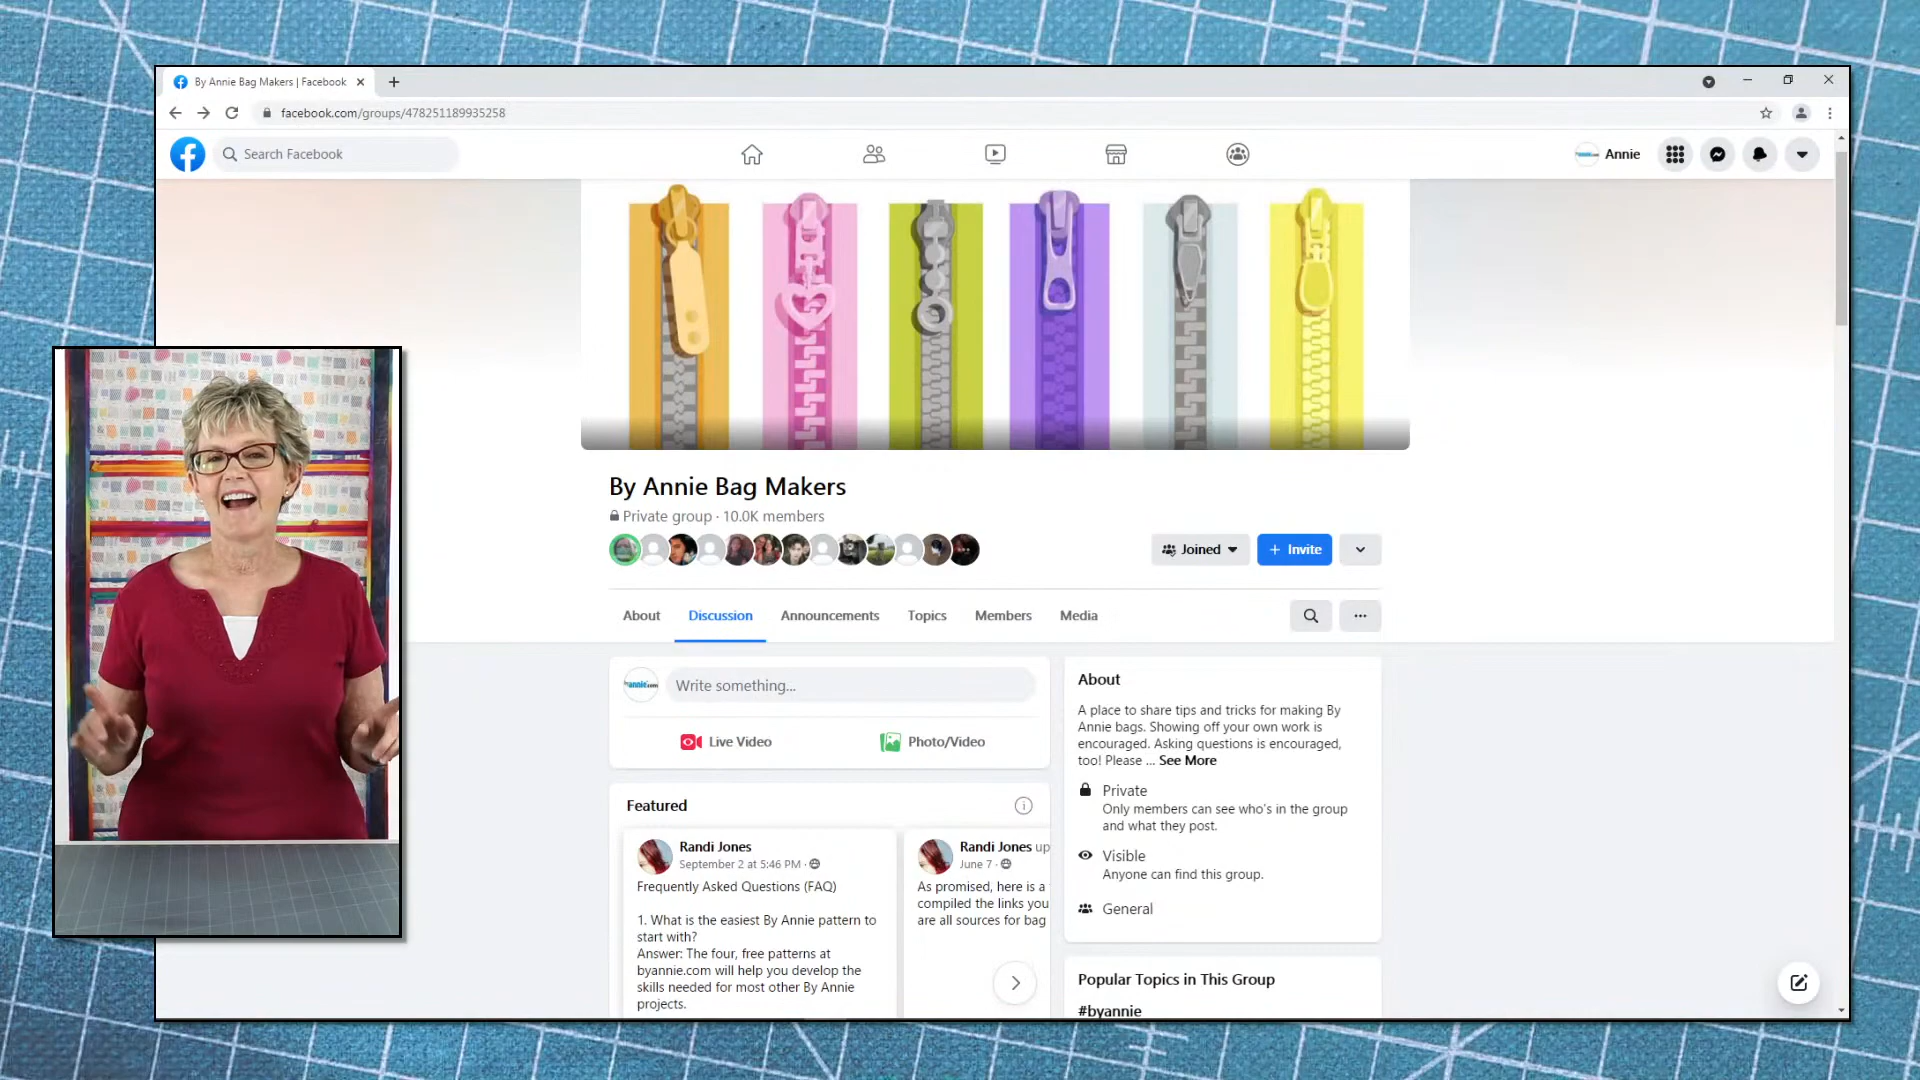 By Annie Bag Makers | Facebook
facebook.com/groups/478251189935258
Search Facebook
Annie
By Annie Bag Makers
Private group · 10.0K members
Joined
+ Invite
About
Discussion
Announcements
Topics
Members
Media
Write something...
Live Video
Photo/Video
Featured
Randi Jones
September 2 at 5:46 PM ·
Frequently Asked Questions (FAQ)
1. What is the easiest By Annie pattern to
start with?
Answer: The four, free patterns at
byannie.com will help you develop the
skills needed for most other By Annie
projects.
Randi Jones up
June 7 ·
As promised, here is a
compiled the links you
are all sources for bag
About
A place to share tips and tricks for making By
Annie bags. Showing off your own work is
encouraged. Asking questions is encouraged,
too! Please ... See More
Private
Only members can see who's in the group
and what they post.
Visible
Anyone can find this group.
General
Popular Topics in This Group
#byannie